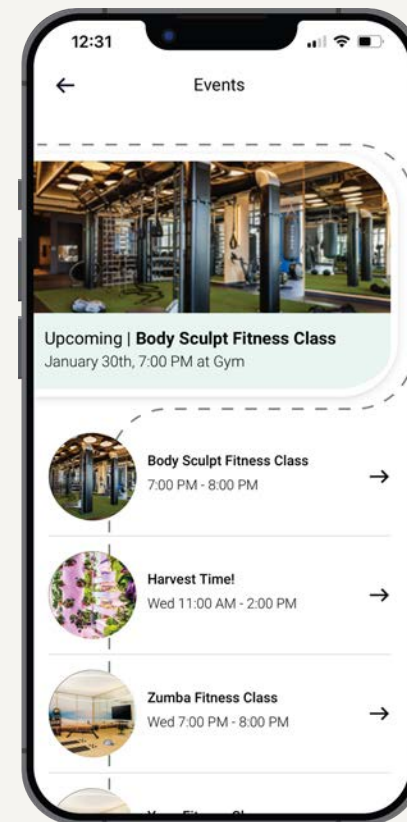 12:31
Events
Upcoming | Body Sculpt Fitness Class
January 30th, 7:00 PM at Gym
Body Sculpt Fitness Class
7:00 PM - 8:00 PM
Harvest Time!
Wed 11:00 AM - 2:00 PM
Zumba Fitness Class
Wed 7:00 PM - 8:00 PM